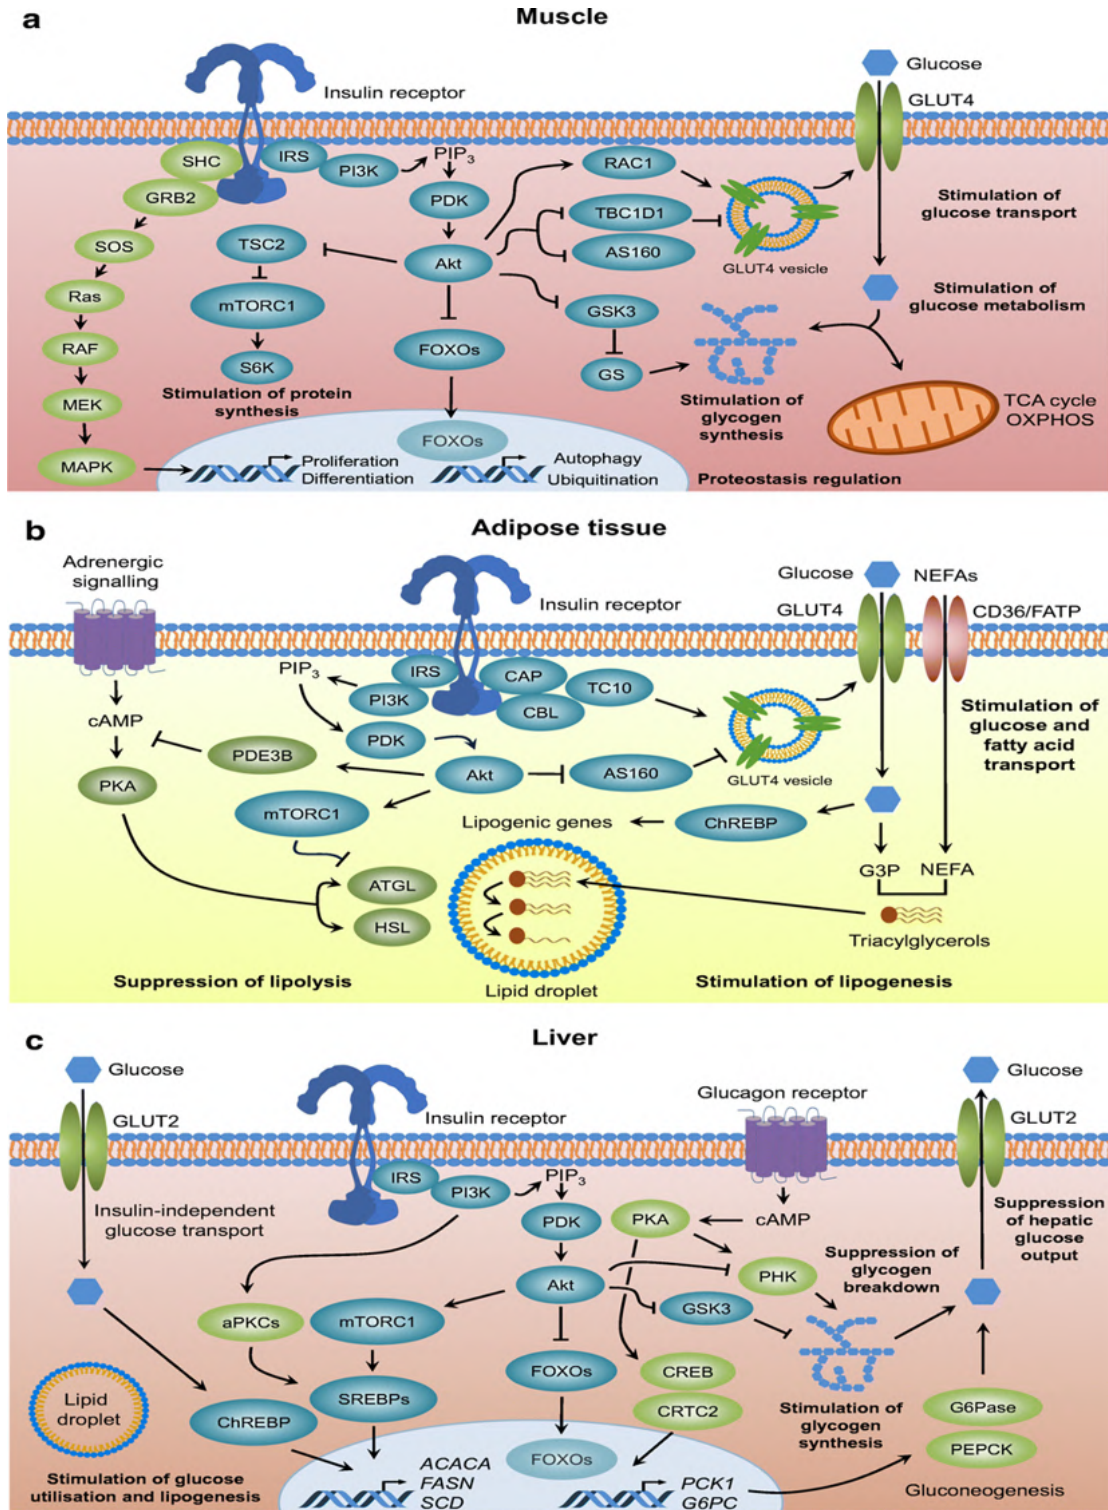 a
Muscle
Insulin receptor
Glucose
GLUT4
SHC
IRS
PI3K
PIP3
GRB2
PDK
SOS
TSC2
Akt
RAC1
TBC1D1
AS160
GLUT4 vesicle
Stimulation of
glucose transport
Ras
mTORC1
GSK3
Stimulation of
glucose metabolism
RAF
S6K
FOXOs
GS
MEK
Stimulation of protein
synthesis
Stimulation of
glycogen
synthesis
TCA cycle
OXPHOS
MAPK
FOXOs
Proliferation
Differentiation
Autophagy
Ubiquitination
Proteostasis regulation
b
Adipose tissue
Adrenergic
signalling
Insulin receptor
Glucose
NEFAs
GLUT4
CD36/FATP
PIP3
IRS
PI3K
CAP
CBL
TC10
PDK
cAMP
PDE3B
Akt
AS160
GLUT4 vesicle
Stimulation of
glucose and
fatty acid
transport
PKA
mTORC1
Lipogenic genes
ChREBP
ATGL
HSL
G3P
NEFA
Triacylglycerols
Suppression of lipolysis
Lipid droplet
Stimulation of lipogenesis
c
Liver
Glucose
GLUT2
Insulin receptor
Glucagon receptor
Glucose
GLUT2
Insulin-independent
glucose transport
IRS
PI3K
PIP3
PDK
PKA
cAMP
Suppression
of hepatic
glucose
output
Akt
PHK
Suppression of
glycogen
breakdown
aPKCs
mTORC1
GSK3
FOXOs
CREB
CRTC2
Lipid
droplet
ChREBP
SREBPs
Stimulation of
glycogen
synthesis
G6Pase
PEPCK
Gluconeogenesis
Stimulation of glucose
utilisation and lipogenesis
FOXOs
ACACA
FASN
SCD
PCK1
G6PC